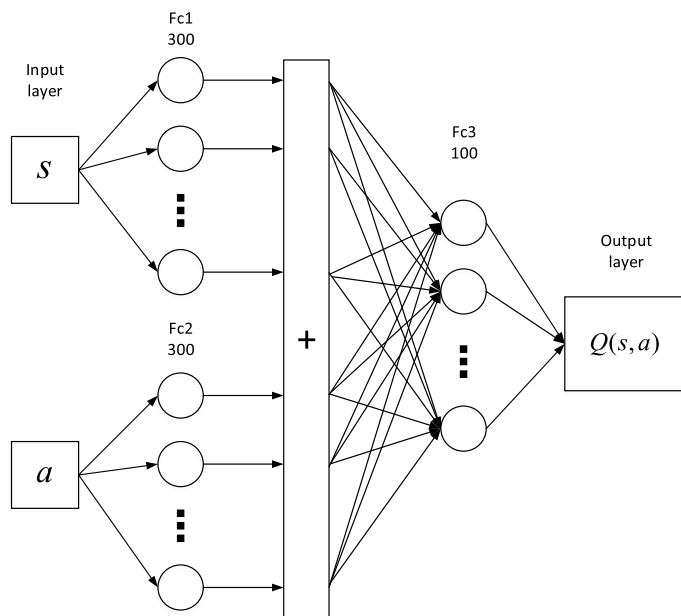 Fc1
300
Input
layer
s
Fc3
100
Output
layer
Q(s,a)
+
Fc2
300
a